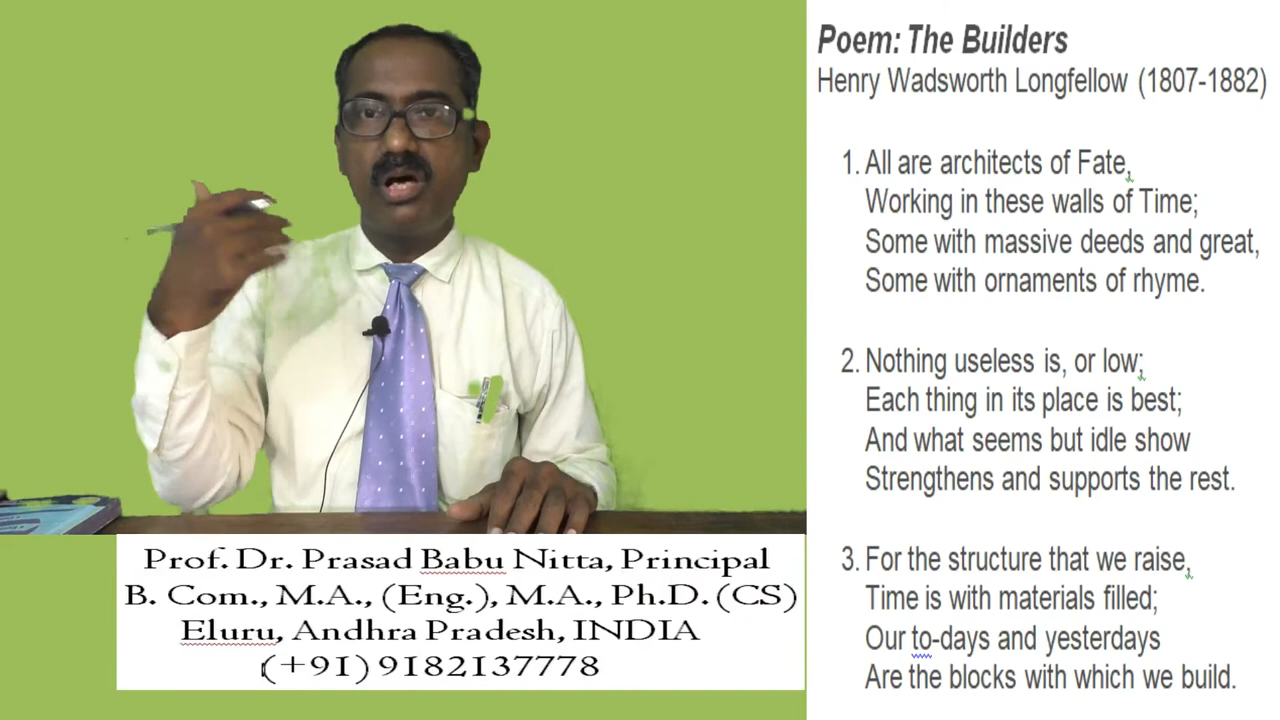 Poem: The Builders
Henry Wadsworth Longfellow (1807-1882)
1. All are architects of Fate,
Working in these walls of Time;
Some with massive deeds and great,
Some with ornaments of rhyme.
2. Nothing useless is, or low;
Each thing in its place is best;
And what seems but idle show
Strengthens and supports the rest.
3. For the structure that we raise,
Time is with materials filled;
Our to-days and yesterdays
Are the blocks with which we build.
Prof. Dr. Prasad Babu Nitta, Principal
B. Com., M.A., (Eng.), M.A., Ph.D. (CS)
Eluru, Andhra Pradesh, INDIA
(+91) 9182137778